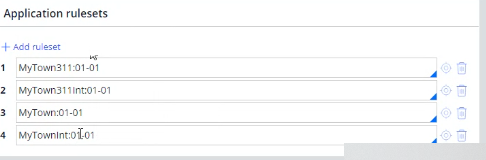 Application rulesets
+ Add ruleset
1 MyTown311:01-01
2 MyTown311Int:01-01
3 MyTown:01-01
4 MyTownInt:01-01